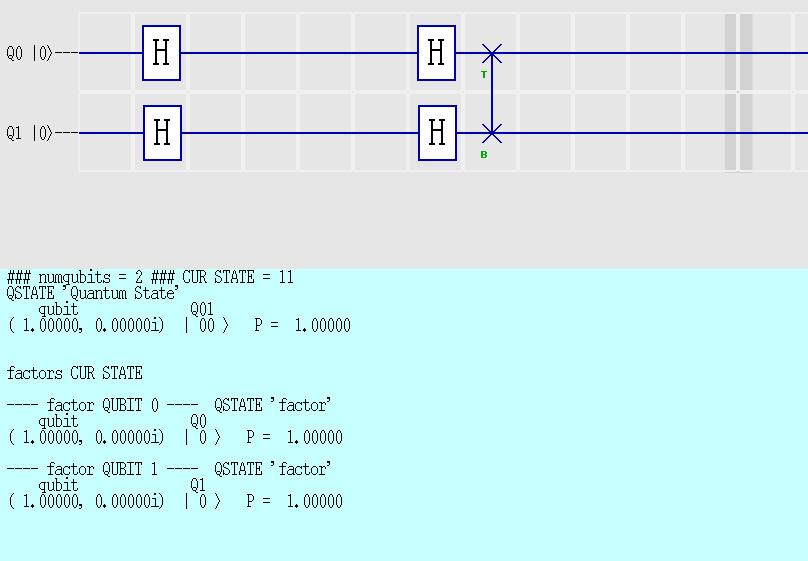 Q0 |0⟩--- H H
T
Q1 |0⟩--- H H
B
### numqubits = 2 ### CUR STATE = 11
QSTATE 'Quantum State'
qubit Q01
( 1.00000, 0.00000i) | 00 ⟩ P = 1.00000
factors CUR STATE
---- factor QUBIT 0 ---- QSTATE 'factor'
qubit Q0
( 1.00000, 0.00000i) | 0 ⟩ P = 1.00000
---- factor QUBIT 1 ---- QSTATE 'factor'
qubit Q1
( 1.00000, 0.00000i) | 0 ⟩ P = 1.00000